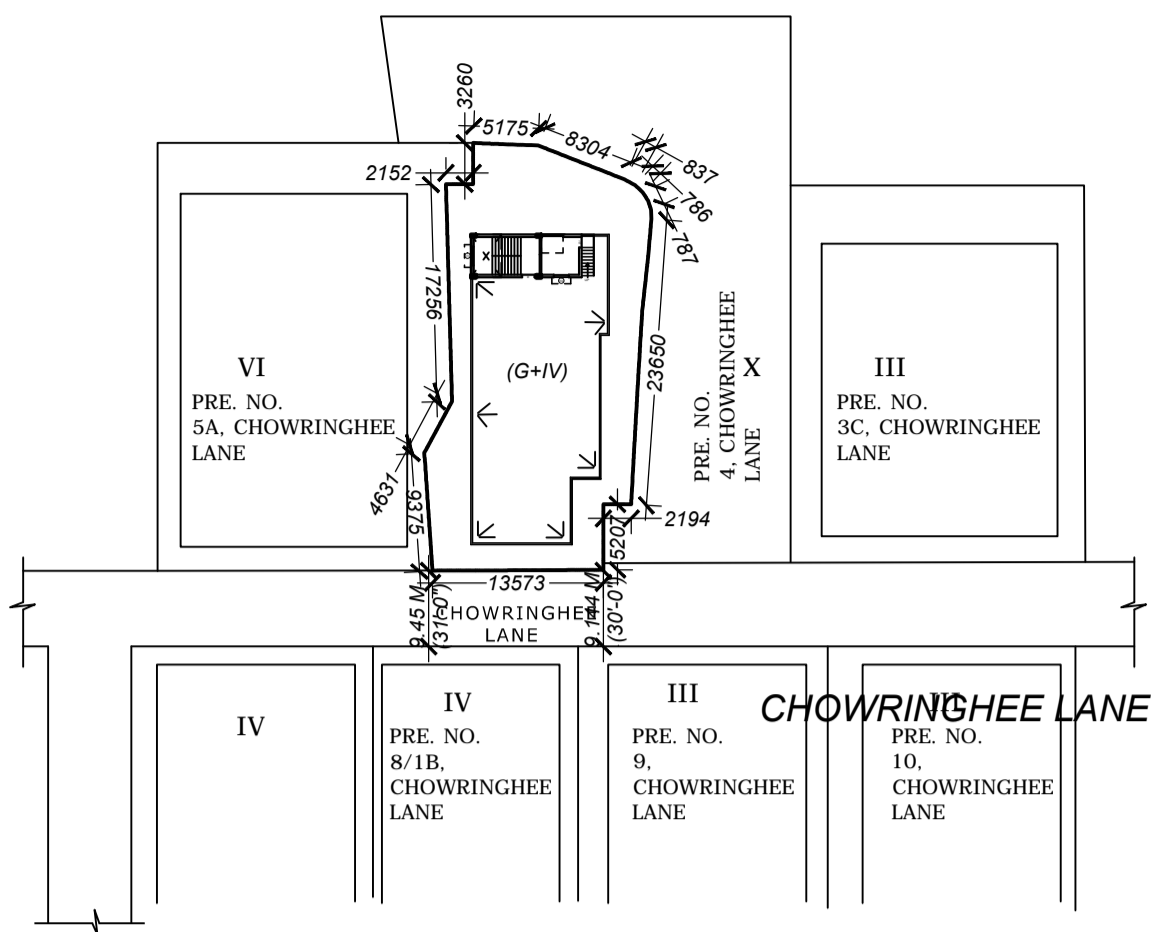 3260
5175
8304
837
786
787
2152
17256
23650
4631
9375
5207
2194
13573
(G+IV)
VI
PRE. NO.
5A, CHOWRINGHEE
LANE
X
PRE. NO.
4, CHOWRINGHEE
LANE
III
PRE. NO.
3C, CHOWRINGHEE
LANE
9.45 M
(31'-0")
CHOWRINGHEE
LANE
9.144 M
(30'-0")
CHOWRINGHEE LANE
IV
IV
PRE. NO.
8/1B,
CHOWRINGHEE
LANE
III
PRE. NO.
9,
CHOWRINGHEE
LANE
III
PRE. NO.
10,
CHOWRINGHEE
LANE